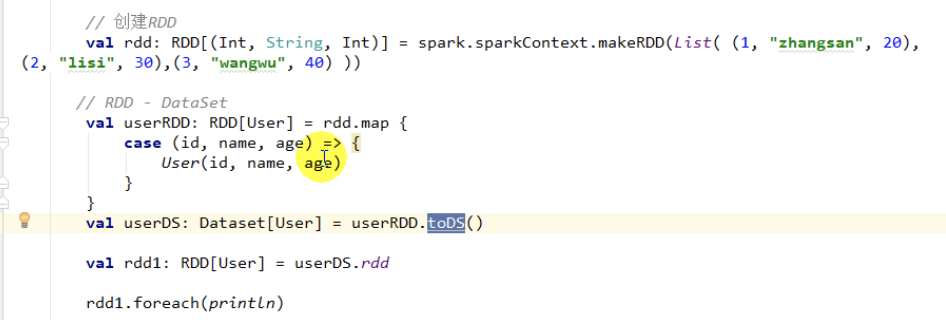 // 创建RDD
val rdd: RDD[(Int, String, Int)] = spark.sparkContext.makeRDD(List( (1, "zhangsan", 20),
(2, "lisi", 30),(3, "wangwu", 40) ))
// RDD - DataSet
val userRDD: RDD[User] = rdd.map {
case (id, name, age) => {
User(id, name, age)
}
}
val userDS: Dataset[User] = userRDD.toDS()
val rdd1: RDD[User] = userDS.rdd
rdd1.foreach(println)